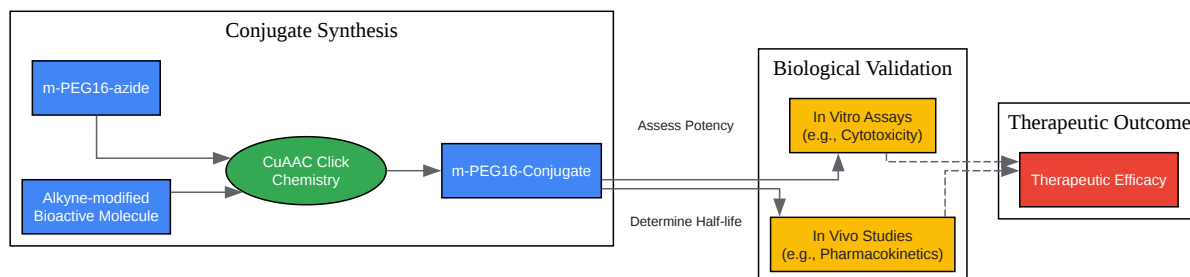 Conjugate Synthesis
m-PEG16-azide
CuAAC Click
Chemistry
Alkyne-modified
Bioactive Molecule
m-PEG16-Conjugate
Assess Potency
Determine Half-life
Biological Validation
In Vitro Assays
(e.g., Cytotoxicity)
In Vivo Studies
(e.g., Pharmacokinetics)
Therapeutic Outcome
Therapeutic Efficacy